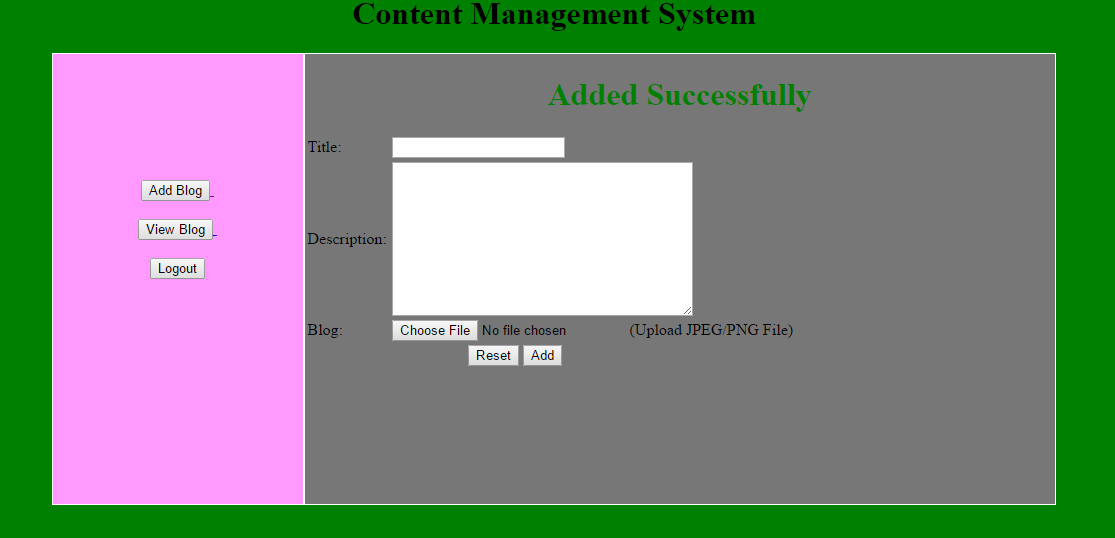 Content Management System
Add Blog
View Blog
Logout
Added Successfully
Title:
Description:
Blog: Choose File No file chosen (Upload JPEG/PNG File)
Reset Add